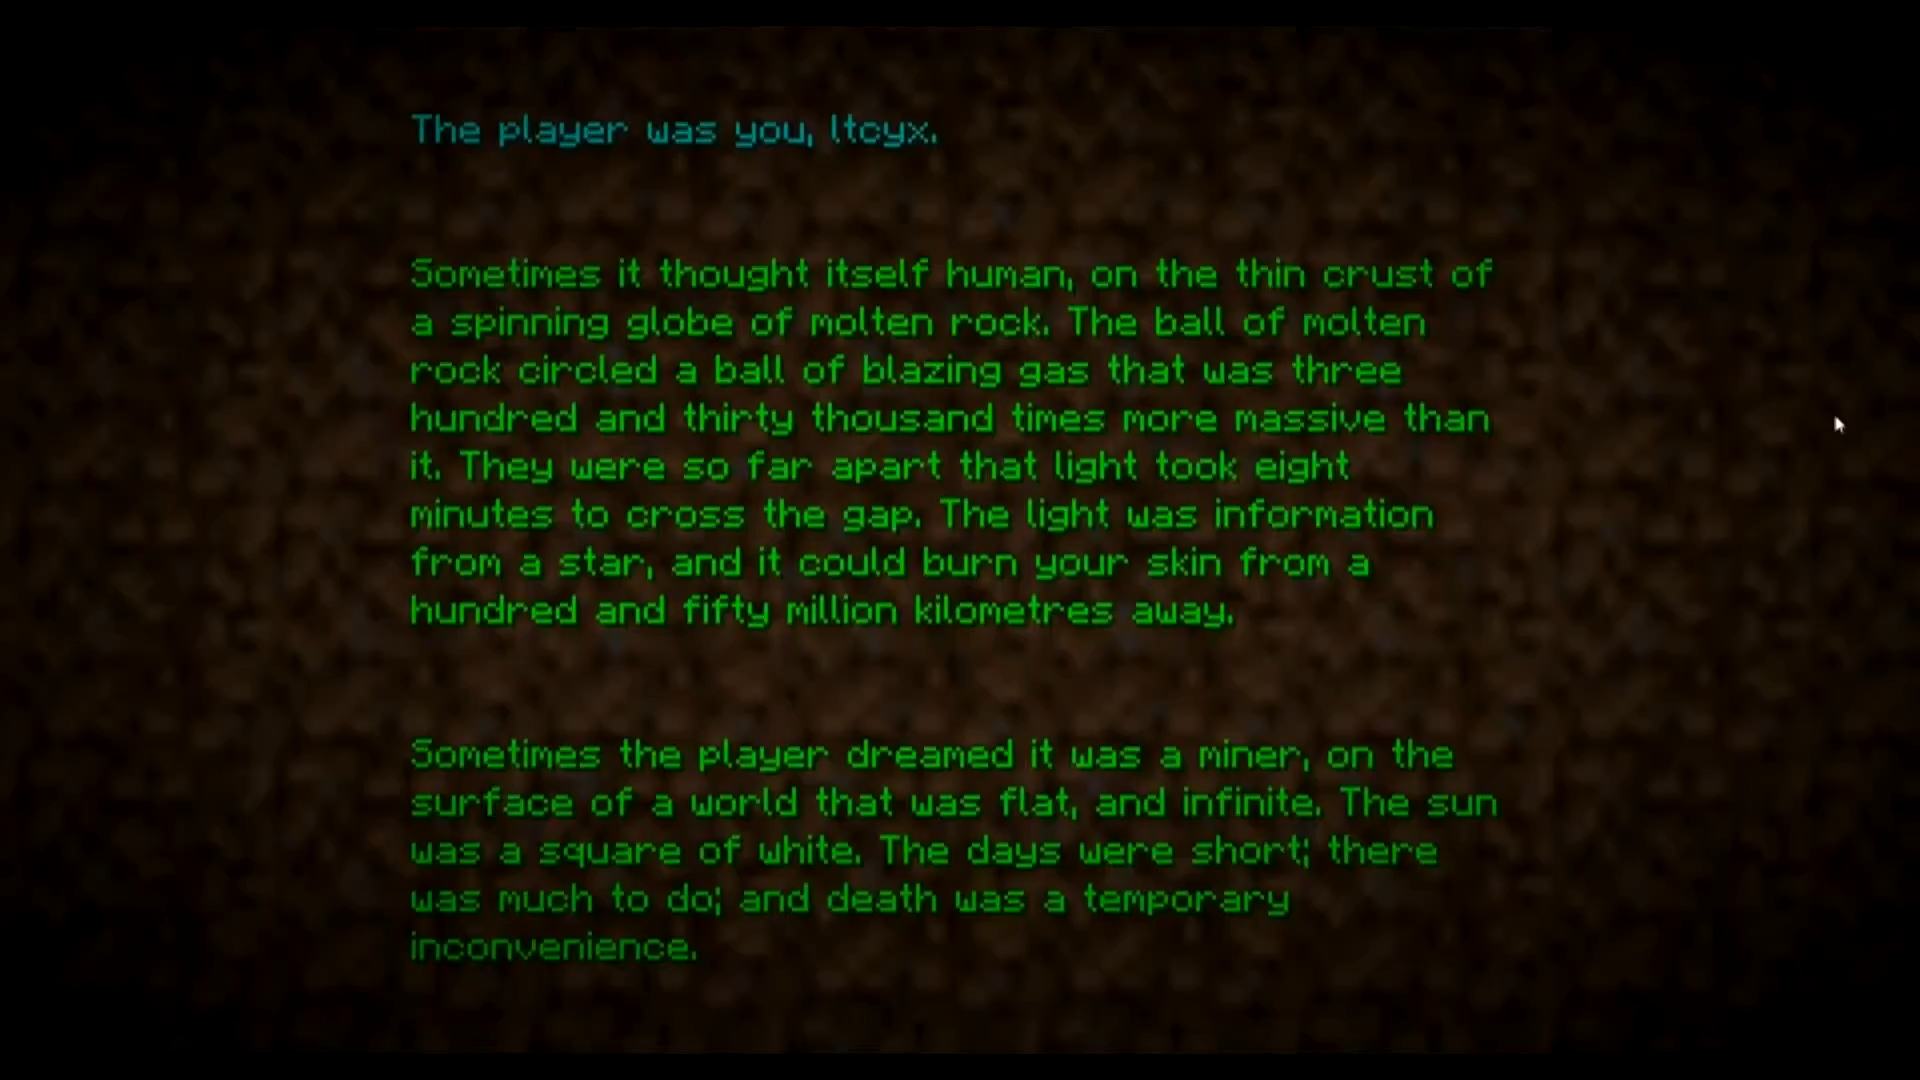 The player was you, ltcyx.
Sometimes it thought itself human, on the thin crust of
a spinning globe of molten rock. The ball of molten
rock circled a ball of blazing gas that was three
hundred and thirty thousand times more massive than
it. They were so far apart that light took eight
minutes to cross the gap. The light was information
from a star, and it could burn your skin from a
hundred and fifty million kilometres away.
Sometimes the player dreamed it was a miner, on the
surface of a world that was flat, and infinite. The sun
was a square of white. The days were short; there
was much to do; and death was a temporary
inconvenience.